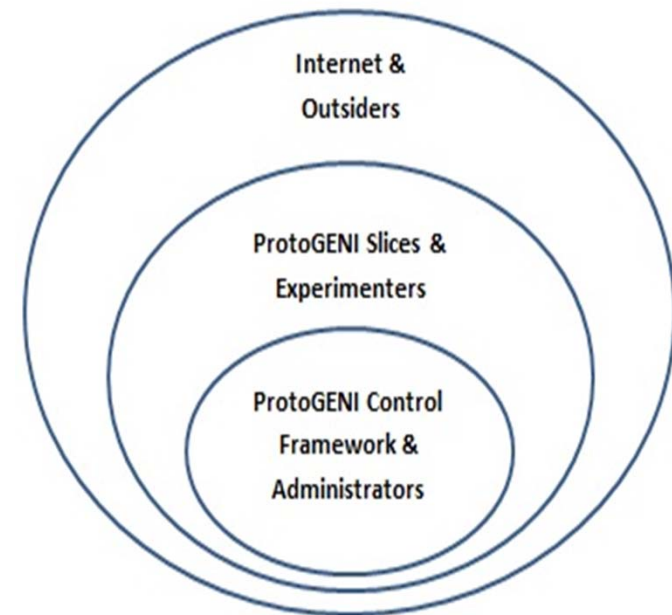 Internet &
Outsiders
ProtoGENI Slices &
Experimenters
ProtoGENI Control
Framework &
Administrators